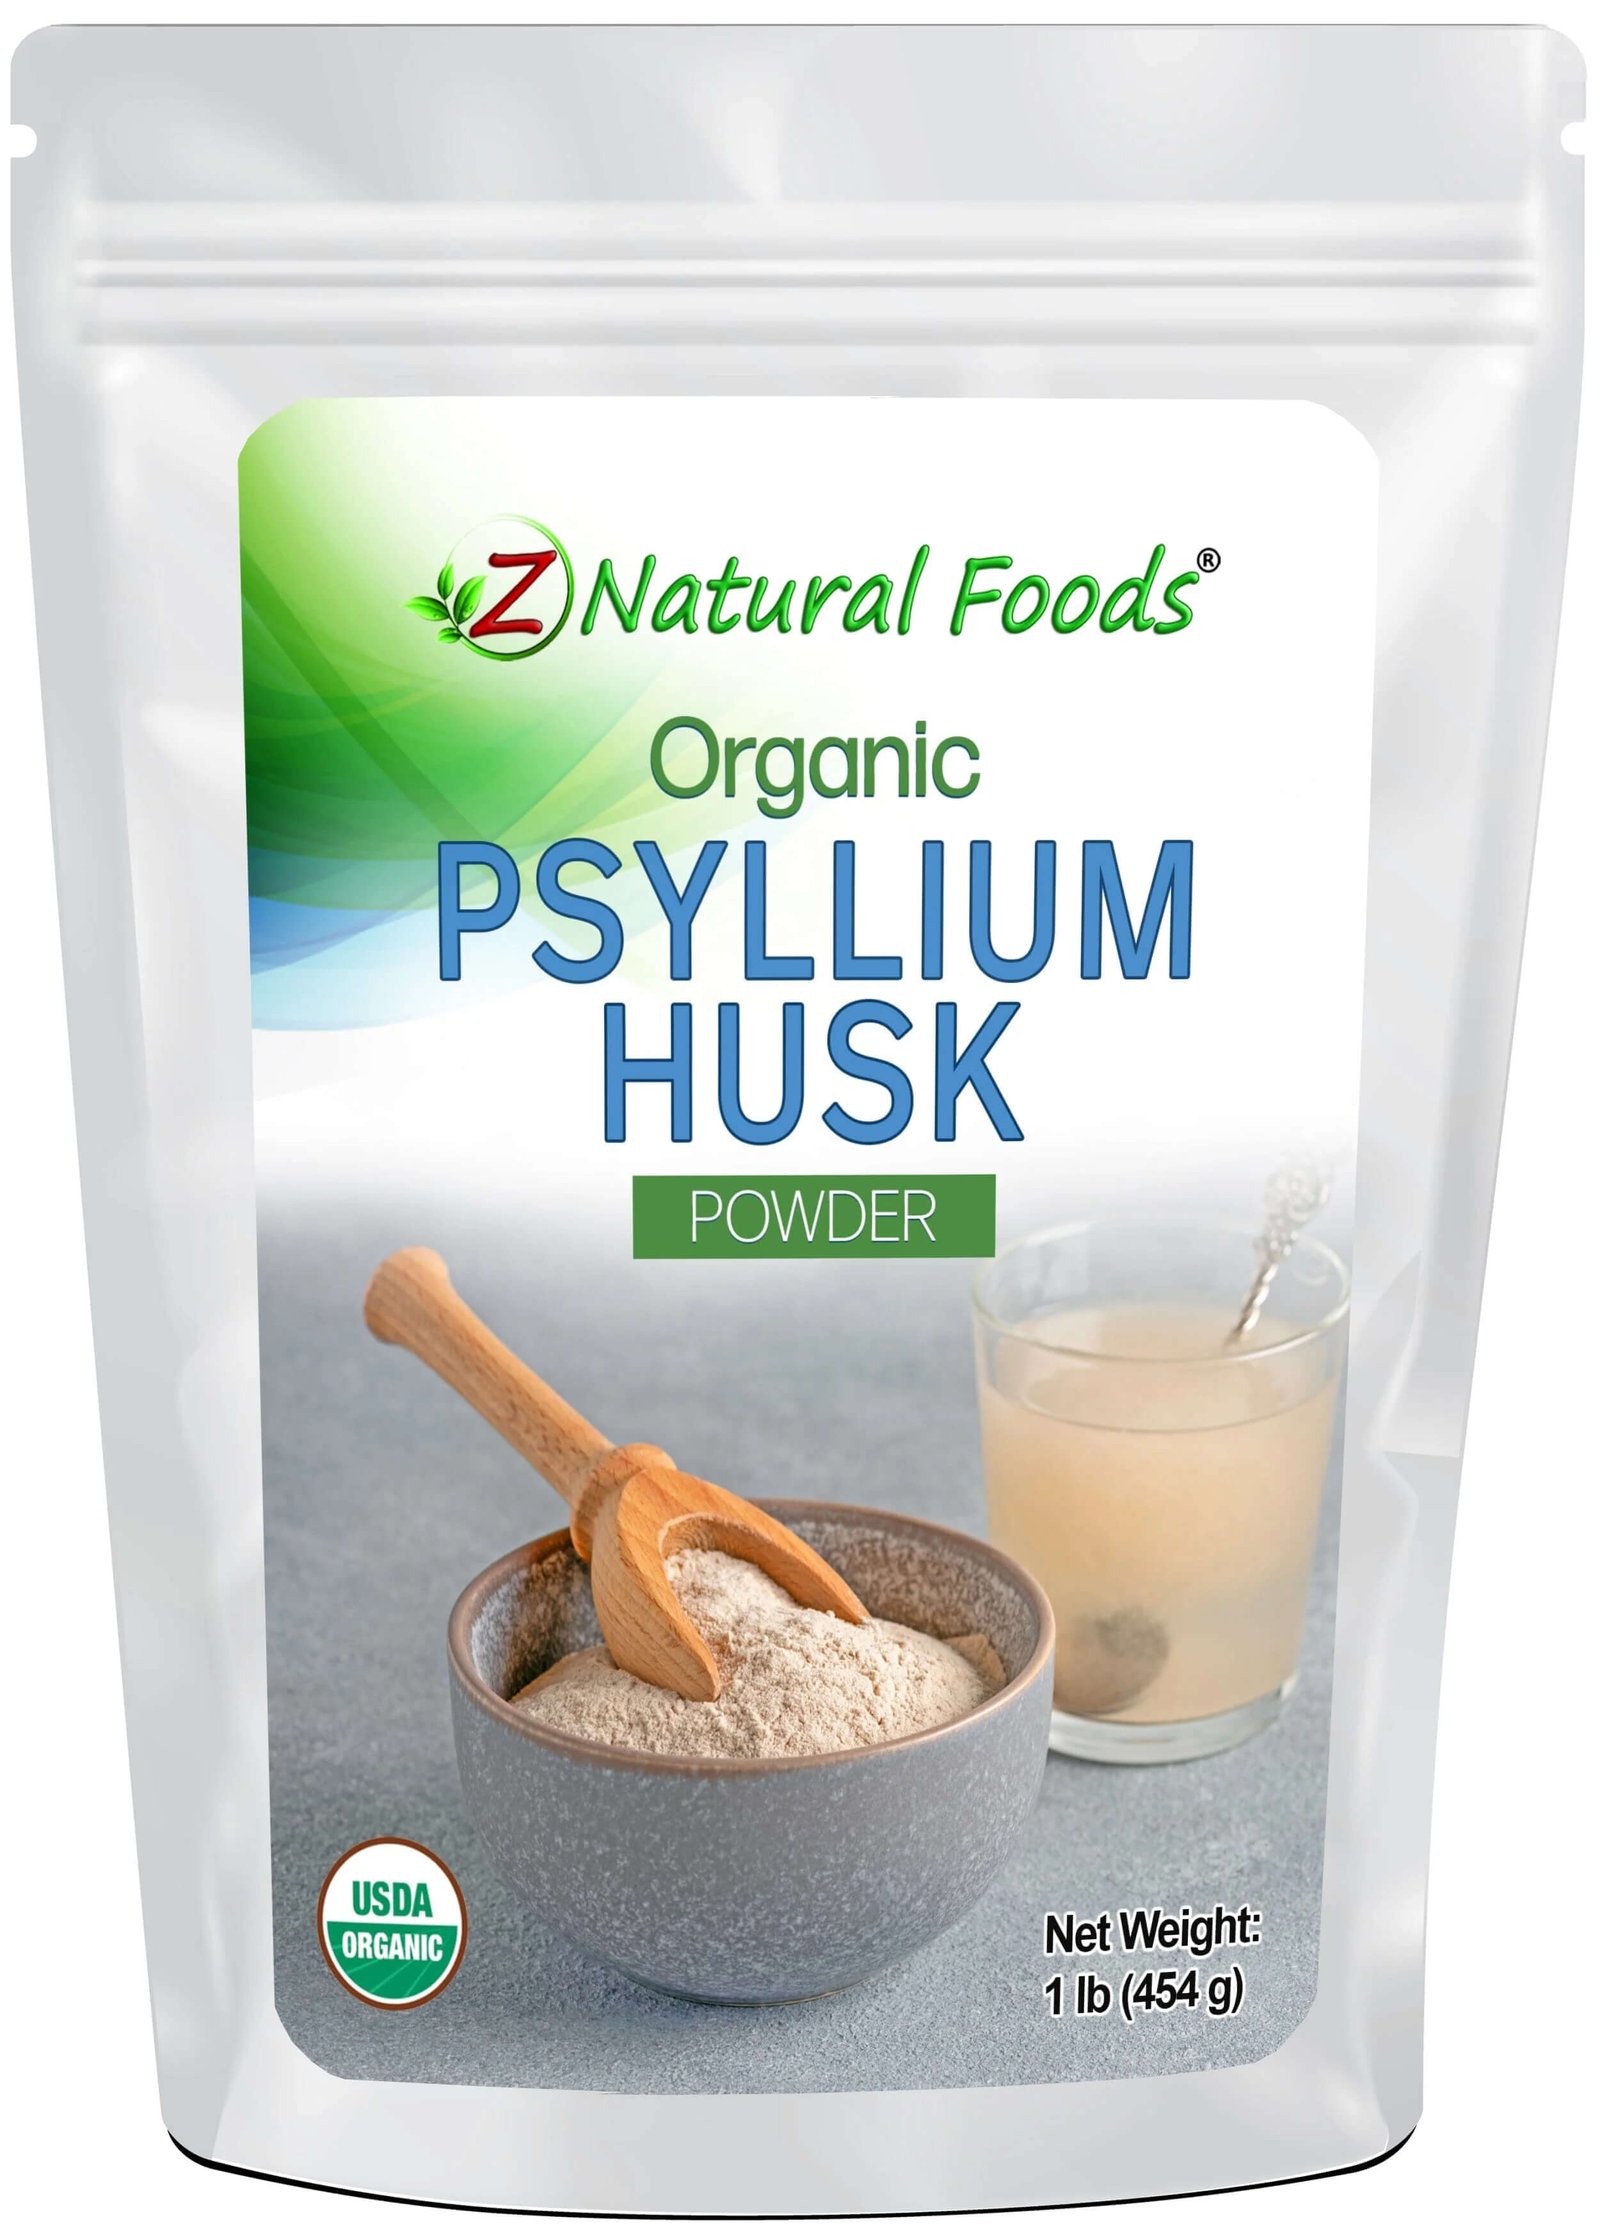 Z Natural Foods®
Organic
PSYLLIUM
HUSK
POWDER
USDA
ORGANIC
Net Weight:
1 lb (454 g)